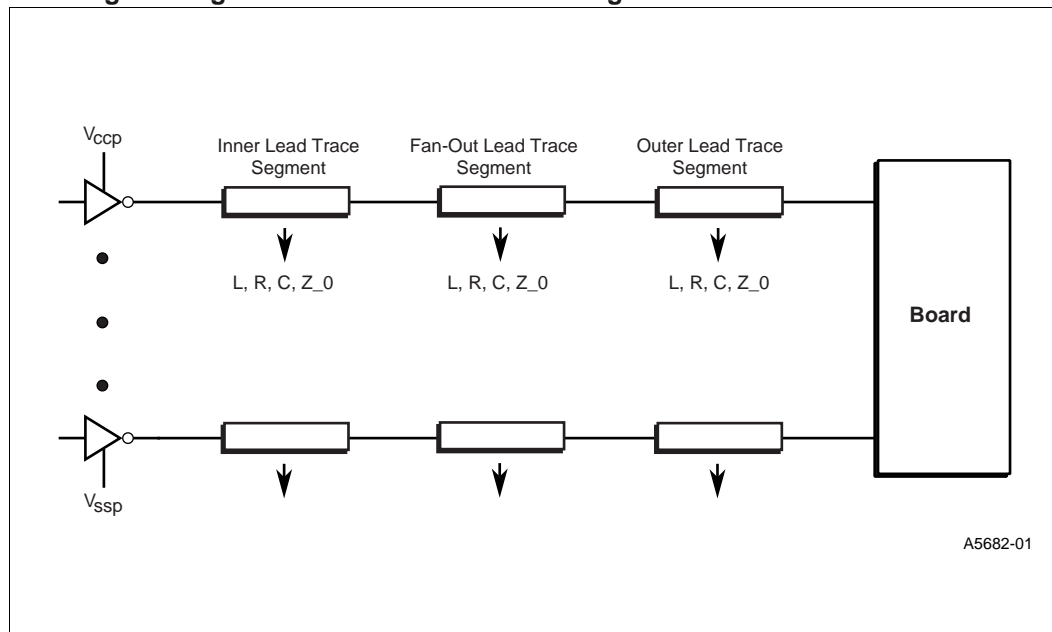 Vccp
Inner Lead Trace
Segment
Fan-Out Lead Trace
Segment
Outer Lead Trace
Segment
L, R, C, Z_0
L, R, C, Z_0
L, R, C, Z_0
Board
Vssp
A5682-01